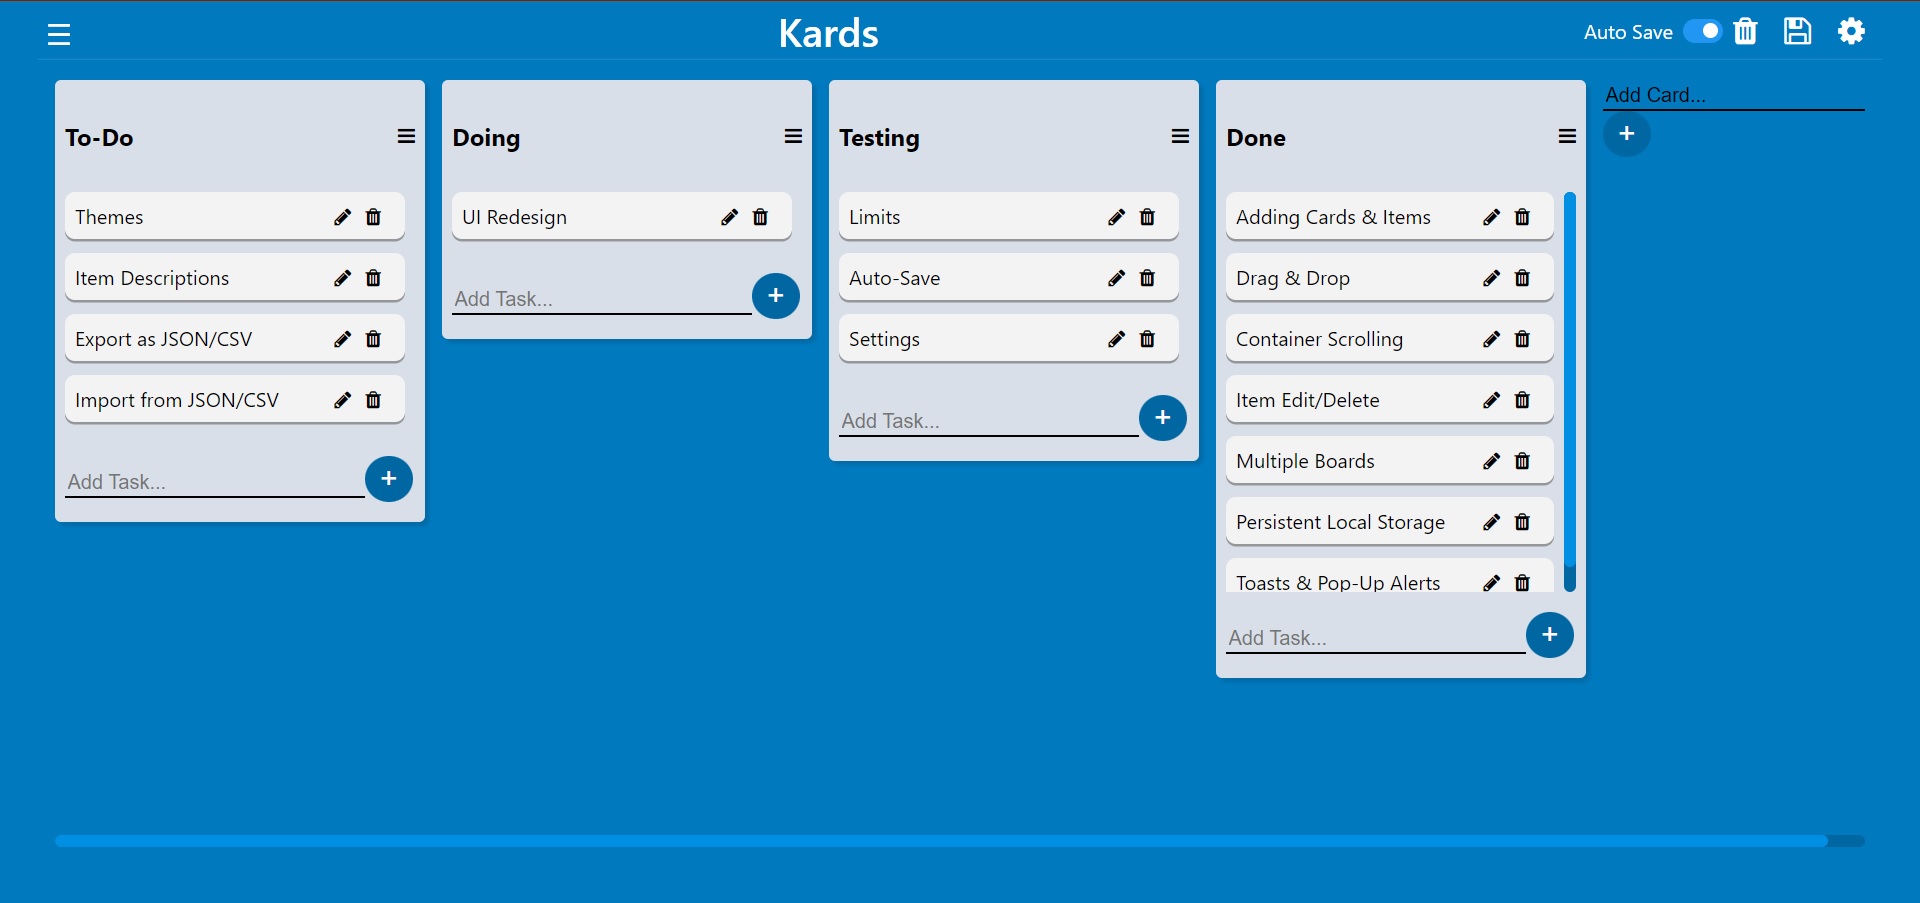 Kards
Auto Save
To-Do
Themes
Item Descriptions
Export as JSON/CSV
Import from JSON/CSV
Add Task...
Doing
UI Redesign
Add Task...
Testing
Limits
Auto-Save
Settings
Add Task...
Done
Adding Cards & Items
Drag & Drop
Container Scrolling
Item Edit/Delete
Multiple Boards
Persistent Local Storage
Toasts & Pop-Up Alerts
Add Task...
Add Card...